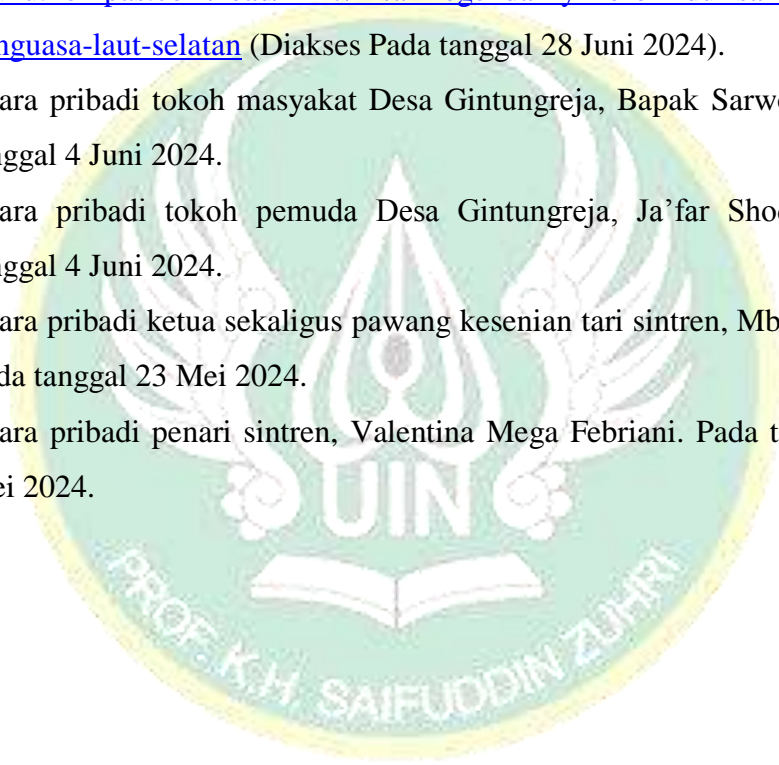 nguasa-laut-selatan (Diakses Pada tanggal 28 Juni 2024).
ara pribadi tokoh masyakat Desa Gintungreja, Bapak Sarw
nggal 4 Juni 2024.
ara pribadi tokoh pemuda Desa Gintungreja, Ja’far Sho
nggal 4 Juni 2024.
ara pribadi ketua sekaligus pawang kesenian tari sintren, Mb
da tanggal 23 Mei 2024.
ara pribadi penari sintren, Valentina Mega Febriani. Pada t
ei 2024.
UIN
PROF. K.H. SAIFUDDIN ZUHRI